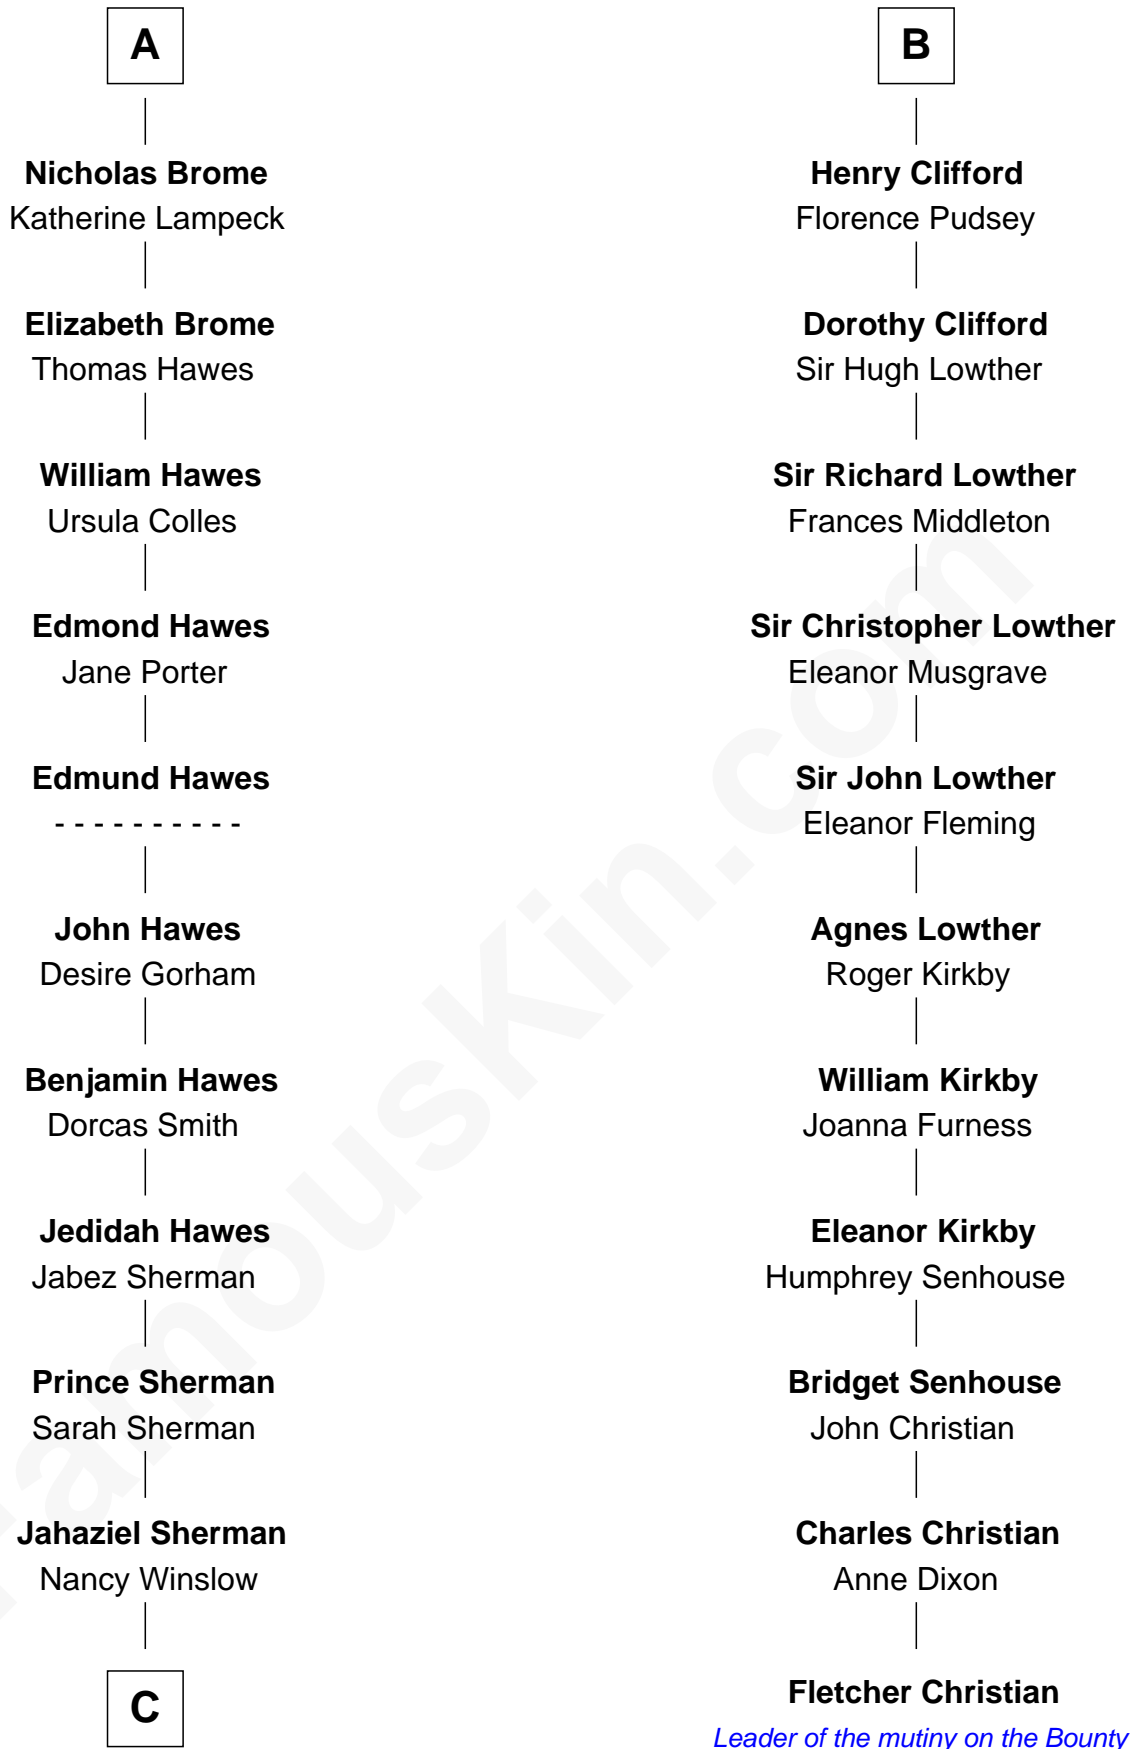 A
Nicholas Brome
Katherine Lampeck
Elizabeth Brome
Thomas Hawes
William Hawes
Ursula Colles
Edmond Hawes
Jane Porter
Edmund Hawes
- - - - - - - - - -
John Hawes
Desire Gorham
Benjamin Hawes
Dorcas Smith
Jedidah Hawes
Jabez Sherman
Prince Sherman
Sarah Sherman
Jahaziel Sherman
Nancy Winslow
C
B
Henry Clifford
Florence Pudsey
Dorothy Clifford
Sir Hugh Lowther
Sir Richard Lowther
Frances Middleton
Sir Christopher Lowther
Eleanor Musgrave
Sir John Lowther
Eleanor Fleming
Agnes Lowther
Roger Kirkby
William Kirkby
Joanna Furness
Eleanor Kirkby
Humphrey Senhouse
Bridget Senhouse
John Christian
Charles Christian
Anne Dixon
Fletcher Christian
Leader of the mutiny on the Bounty
FamousKin.com